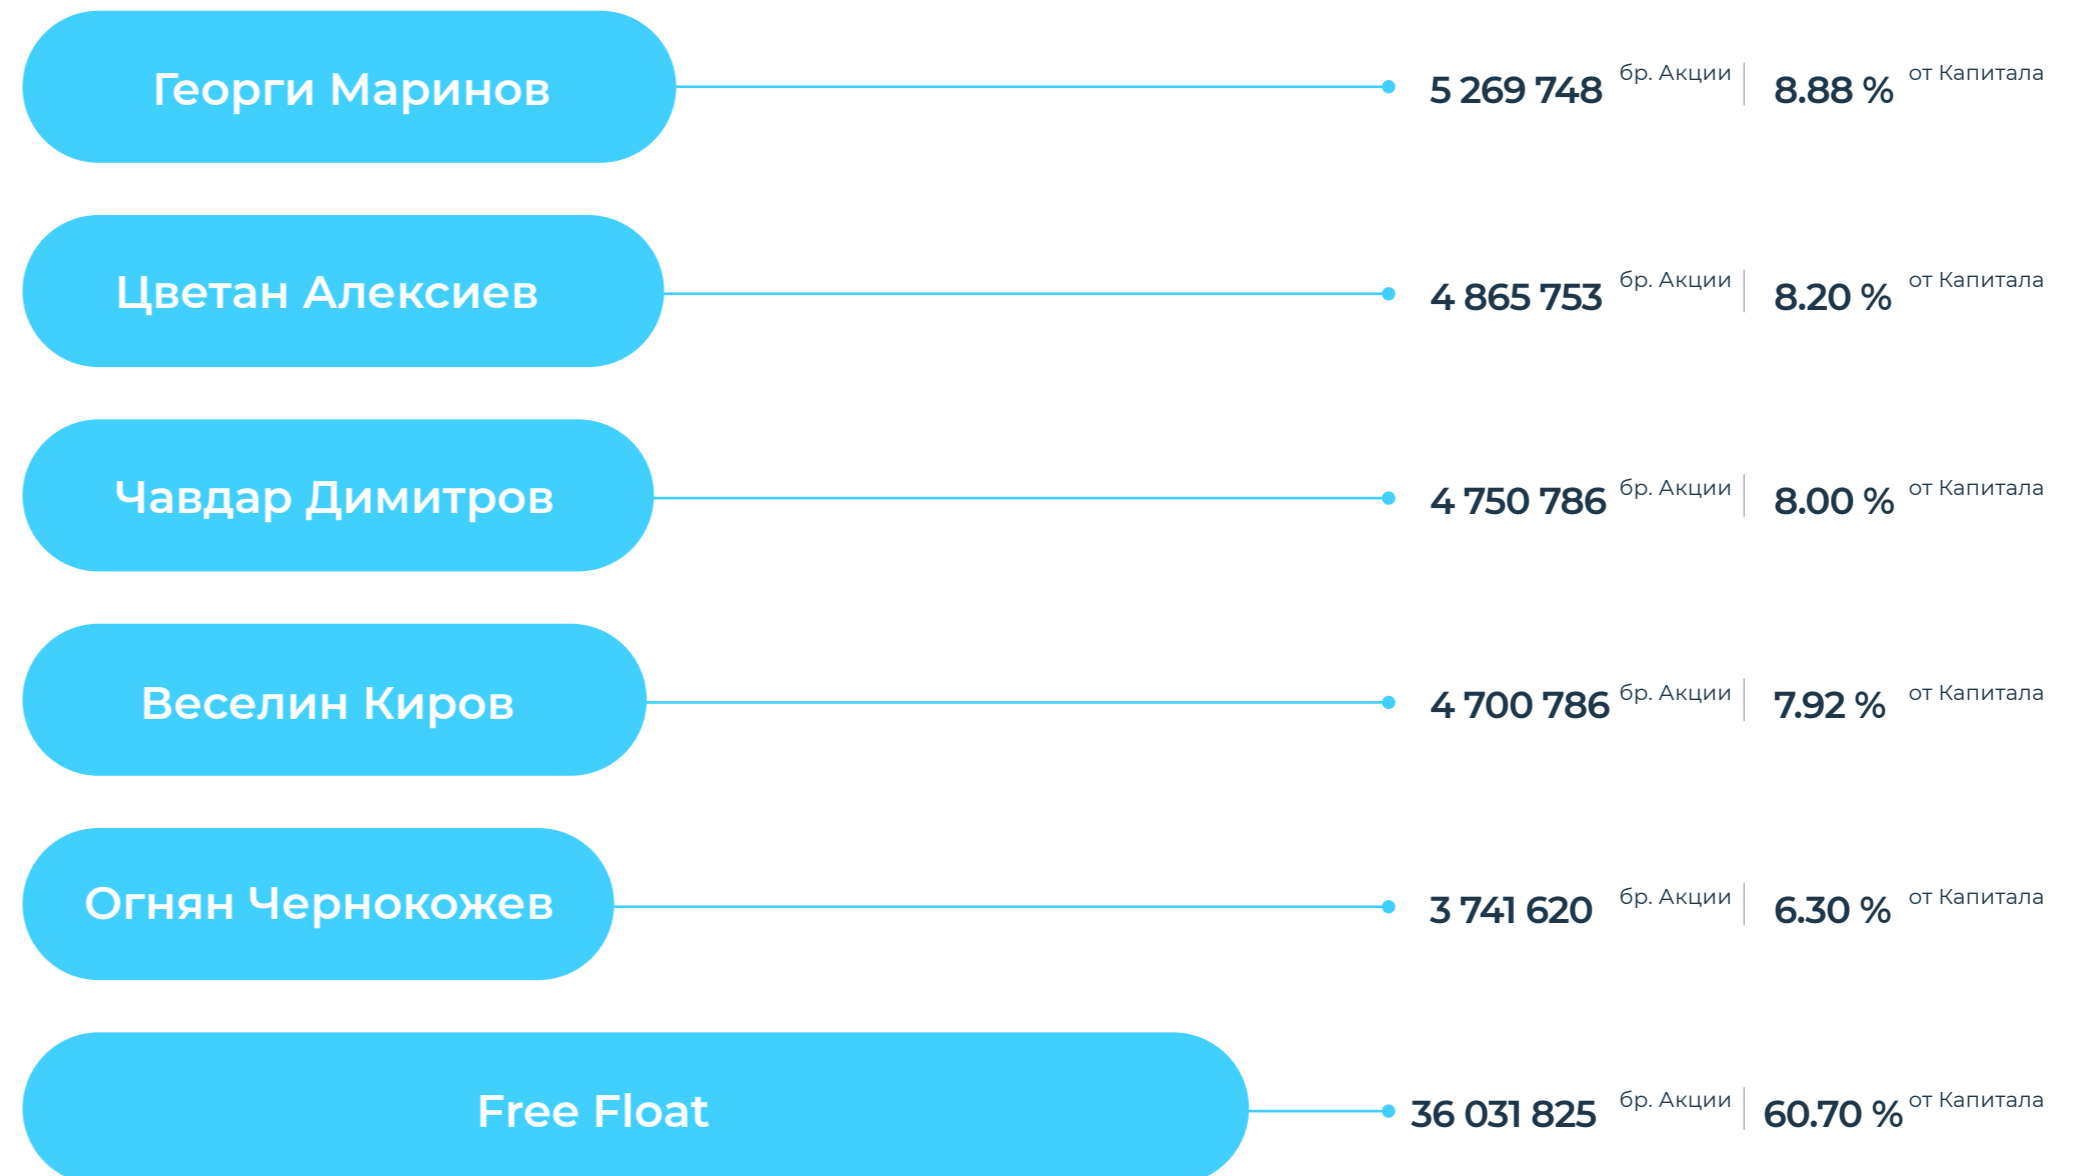 Георги Маринов 5 269 748 бр. Акции 8.88 % от Капитала
Цветан Алексиев 4 865 753 бр. Акции 8.20 % от Капитала
Чавдар Димитров 4 750 786 бр. Акции 8.00 % от Капитала
Веселин Киров 4 700 786 бр. Акции 7.92 % от Капитала
Огнян Чернокожев 3 741 620 бр. Акции 6.30 % от Капитала
Free Float 36 031 825 бр. Акции 60.70 % от Капитала